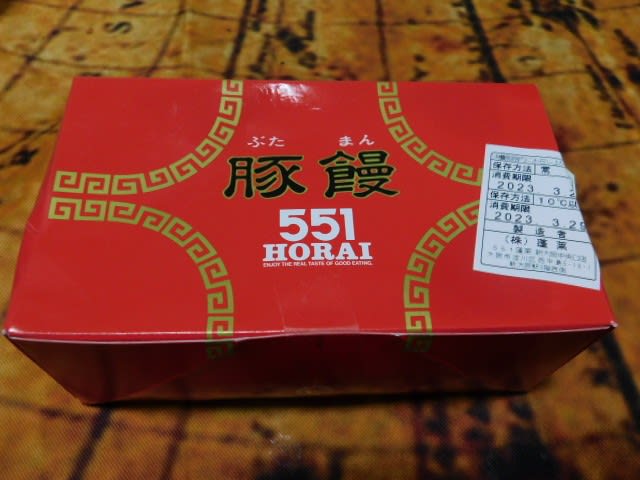 ぶた まん
豚饅
551
HORAI
ENJOY THE REAL TASTE OF GOOD EATING.
保存方法 常
消費期限
2023 3
保存方法 10℃以
消費期限
2023 3 29
製造者
(株)蓬莱